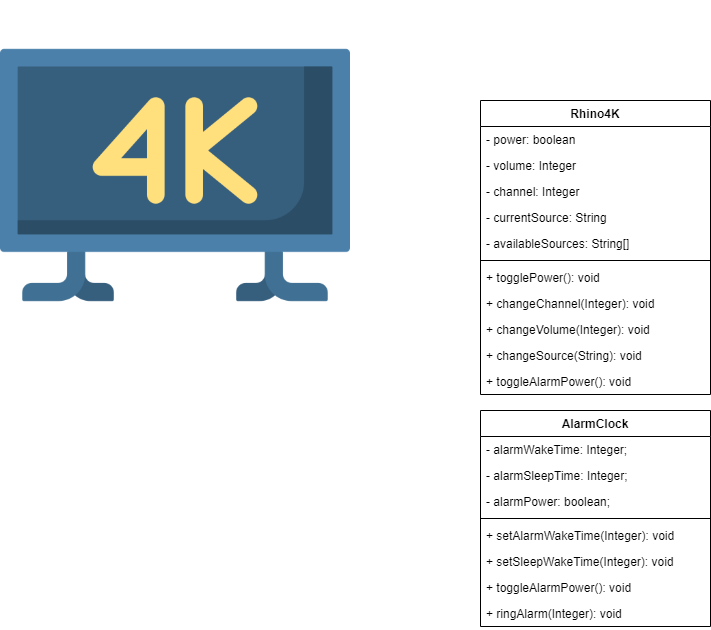 4K
Rhino4K
- power: boolean
- volume: Integer
- channel: Integer
- currentSource: String
- availableSources: String[]
+ togglePower(): void
+ changeChannel(Integer): void
+ changeVolume(Integer): void
+ changeSource(String): void
+ toggleAlarmPower(): void
AlarmClock
- alarmWakeTime: Integer;
- alarmSleepTime: Integer;
- alarmPower: boolean;
+ setAlarmWakeTime(Integer): void
+ setSleepWakeTime(Integer): void
+ toggleAlarmPower(): void
+ ringAlarm(Integer): void